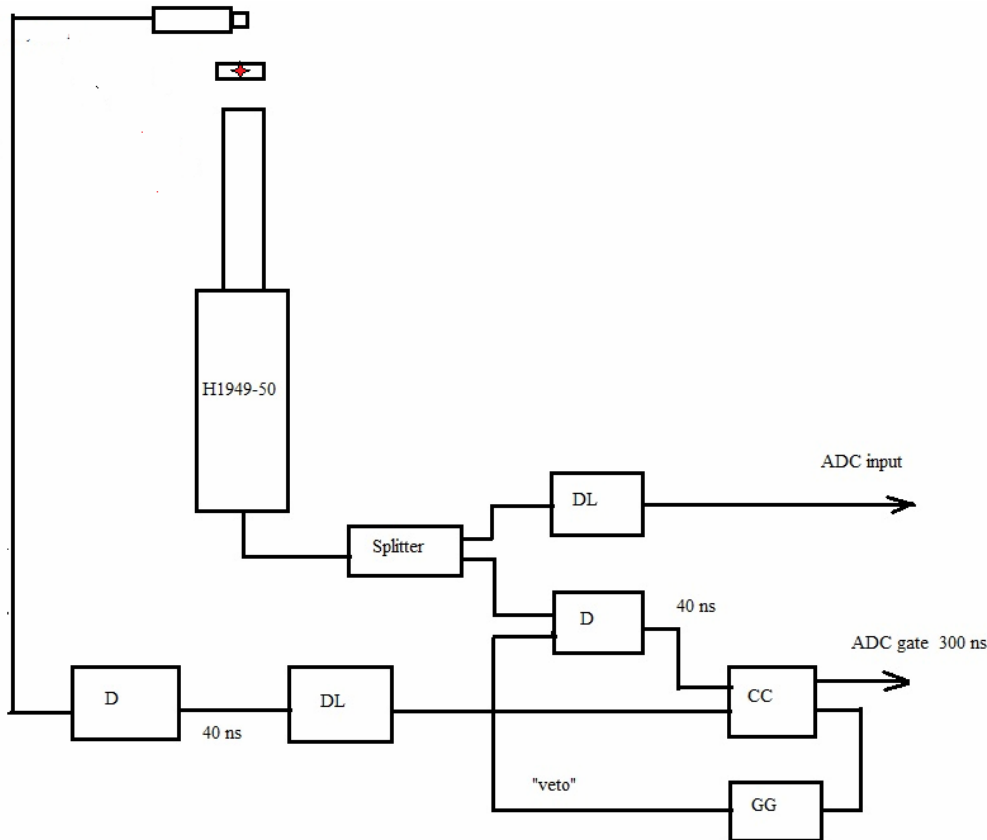 H1949-50
ADC input
DL
Splitter
40 ns
D
ADC gate 300 ns
D
DL
CC
40 ns
"veto"
GG